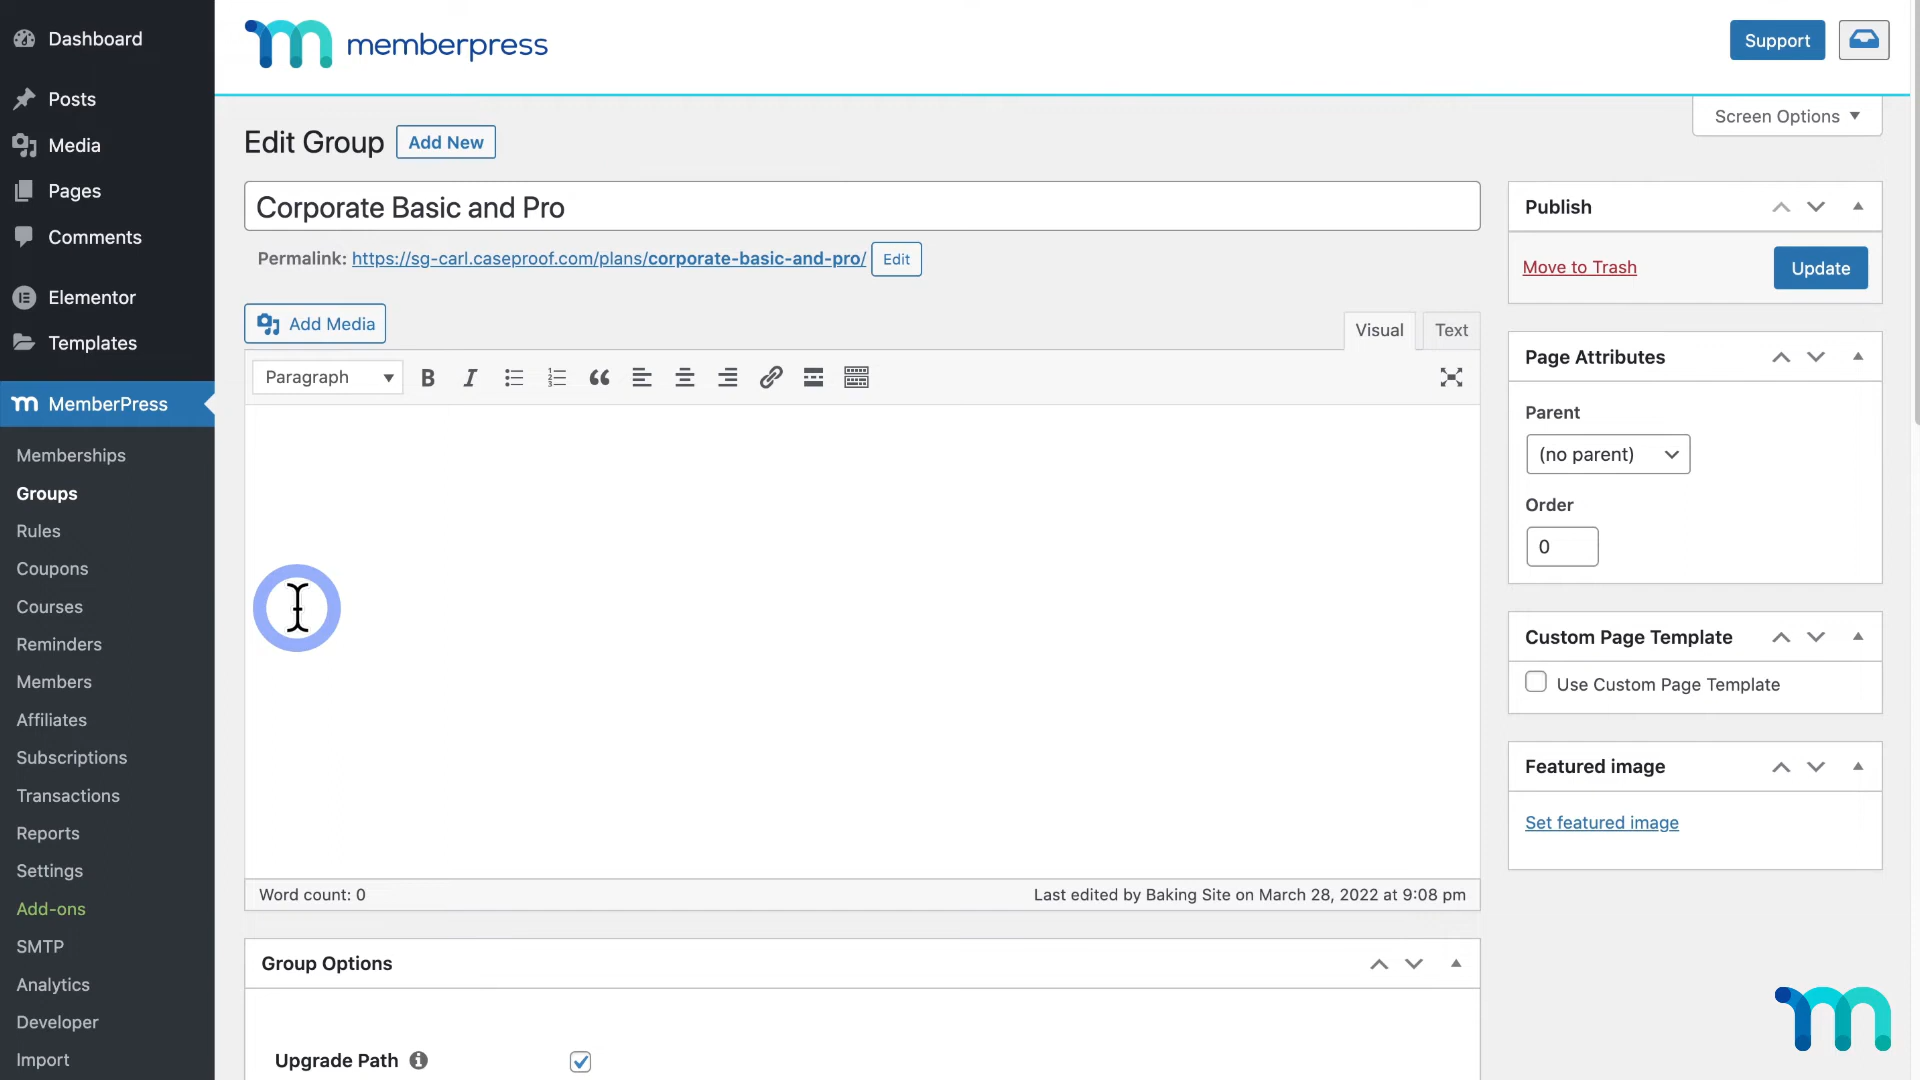 Dashboard
Posts
Media
Pages
Comments
Elementor
Templates
MemberPress
Memberships
Groups
Rules
Coupons
Courses
Reminders
Members
Affiliates
Subscriptions
Transactions
Reports
Settings
Add-ons
SMTP
Analytics
Developer
Import
memberpress
Support
Screen Options
Edit Group
Add New
Corporate Basic and Pro
Permalink: https://sg-carl.caseproof.com/plans/corporate-basic-and-pro/
Edit
Add Media
Visual
Text
Paragraph
Word count: 0
Last edited by Baking Site on March 28, 2022 at 9:08 pm
Group Options
Upgrade Path
Publish
Move to Trash
Update
Page Attributes
Parent
(no parent)
Order
0
Custom Page Template
Use Custom Page Template
Featured image
Set featured image